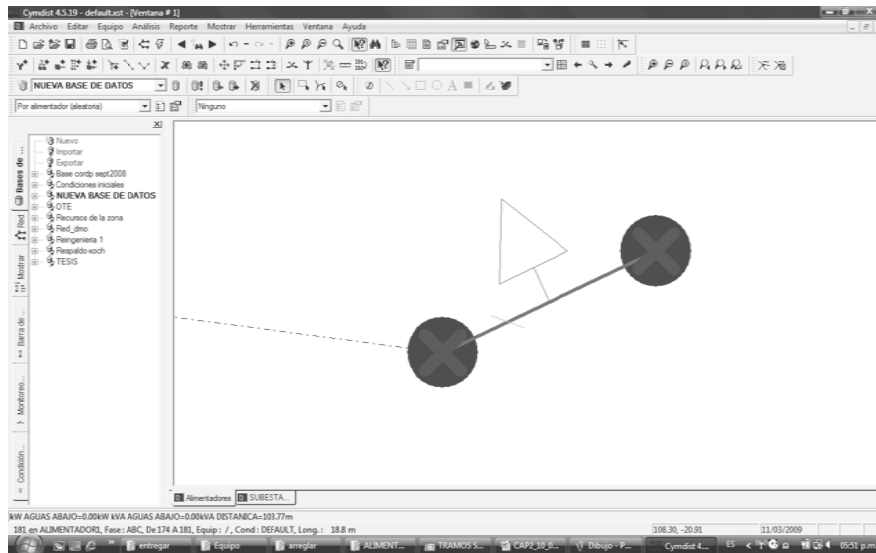 Cymdist 4.5.19 - default.xst - [Ventana # 1]
Archivo Editar Equipo Análisis Reporte Mostrar Herramientas Ventana Ayuda
NUEVA BASE DE DATOS
Por alimentador (aleatoria) Ninguno
Nuevo
Importar
Exportar
Base cordp sept2008
Condiciones iniciales
NUEVA BASE DE DATOS
OTE
Recursos de la zona
Red_dmo
Reingenieria 1
Respaldo xoch
TESIS
Bases de ...
Red
Mostrar
Barra de ...
Monitoreo...
Condición...
Alimentadores SUBESTA...
kW AGUAS ABAJO=0.00kW kVA AGUAS ABAJO=0.00kVA DISTANICA=103.77m
181 en ALIMENTADOR1, Fase : ABC, De 174 A 181, Equip : /, Cond : DEFAULT, Long. : 18.8 m 108.30, -20.91 11/03/2009
entregar Equipo arreglar ALIMENT... TRAMOS S... CAP2_10_0... Dibujo - P... Cymdist 4.... ES 05:51 p.m.